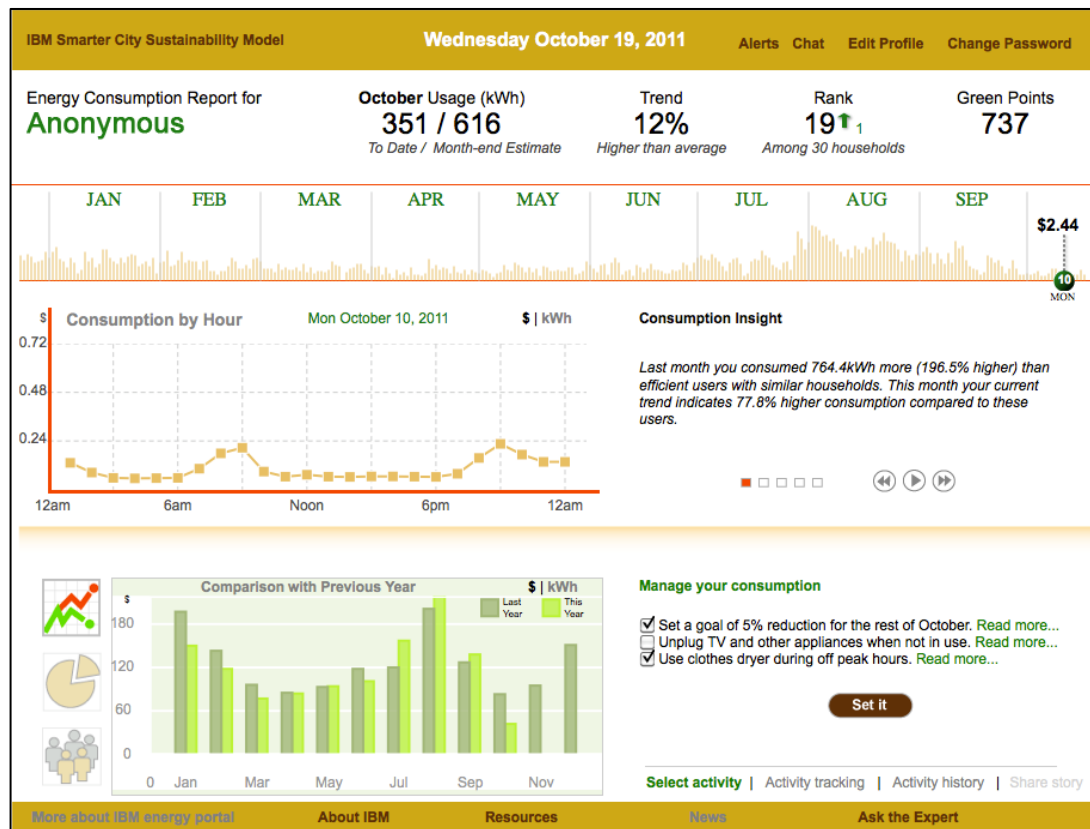 IBM Smarter City Sustainability Model
Wednesday October 19, 2011
Alerts Chat Edit Profile Change Password
Energy Consumption Report for
Anonymous
October Usage (kWh)
351 / 616
To Date / Month-end Estimate
Trend
12%
Higher than average
Rank
19 1
Among 30 households
Green Points
737
JAN FEB MAR APR MAY JUN JUL AUG SEP
$2.44
10
MON
$ Consumption by Hour Mon October 10, 2011 $ | kWh
0.72
0.48
0.24
12am 6am Noon 6pm 12am
Consumption Insight
Last month you consumed 764.4kWh more (196.5% higher) than
efficient users with similar households. This month your current
trend indicates 77.8% higher consumption compared to these
users.
Comparison with Previous Year $ | kWh
$
Last Year
This Year
180
120
60
0
0 Jan Mar May Jul Sep Nov
Manage your consumption
Set a goal of 5% reduction for the rest of October. Read more...
Unplug TV and other appliances when not in use. Read more...
Use clothes dryer during off peak hours. Read more...
Set it
Select activity | Activity tracking | Activity history | Share story
More about IBM energy portal About IBM Resources News Ask the Expert